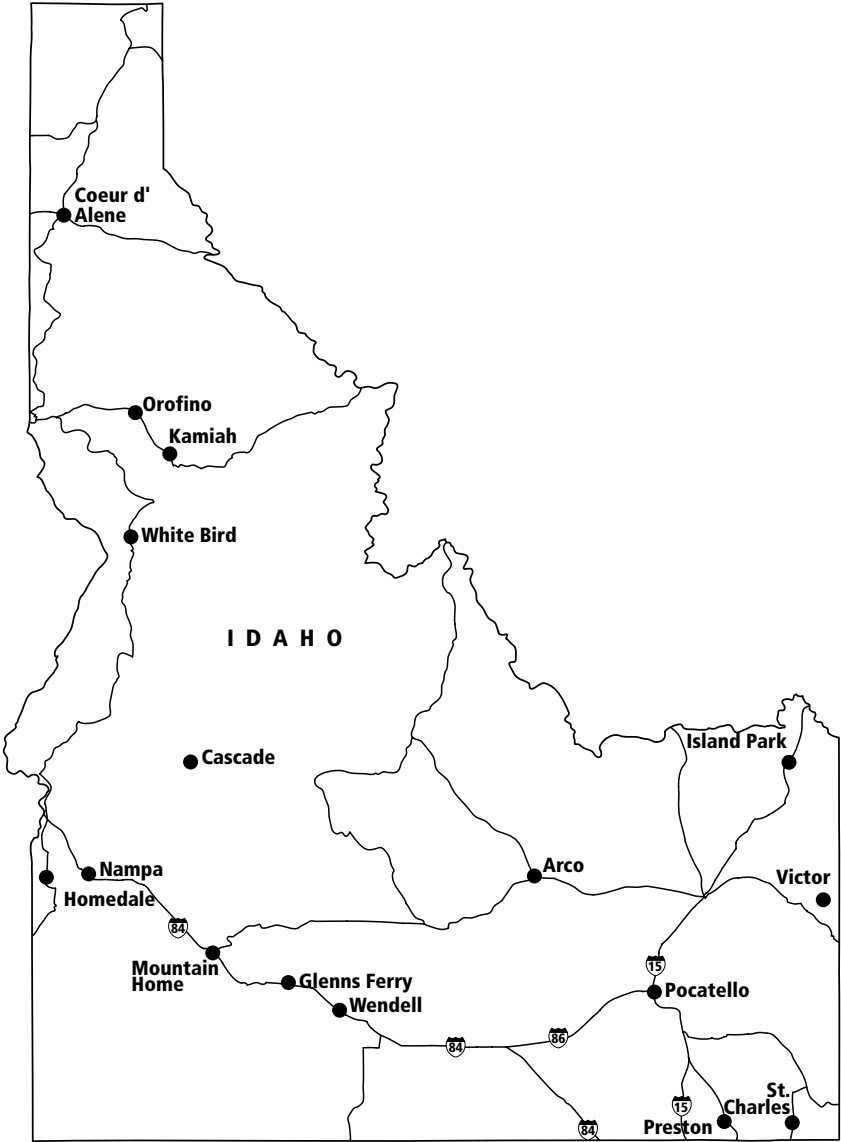 Coeur d'
Alene
Orofino
Kamiah
White Bird
IDAHO
Island Park
Cascade
Arco
Nampa
Victor
Homedale
84
15
Mountain
Home
Glenns Ferry
Pocatello
Wendell
86
84
St.
Charles
15
Preston
84